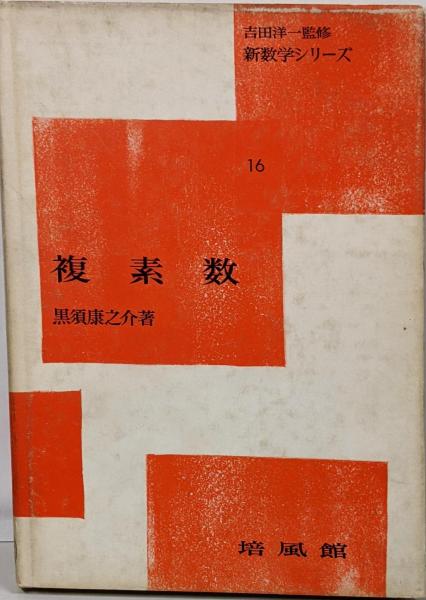 吉田洋一監修
新数学シリーズ
16
複素数
黒須康之介著
培風館